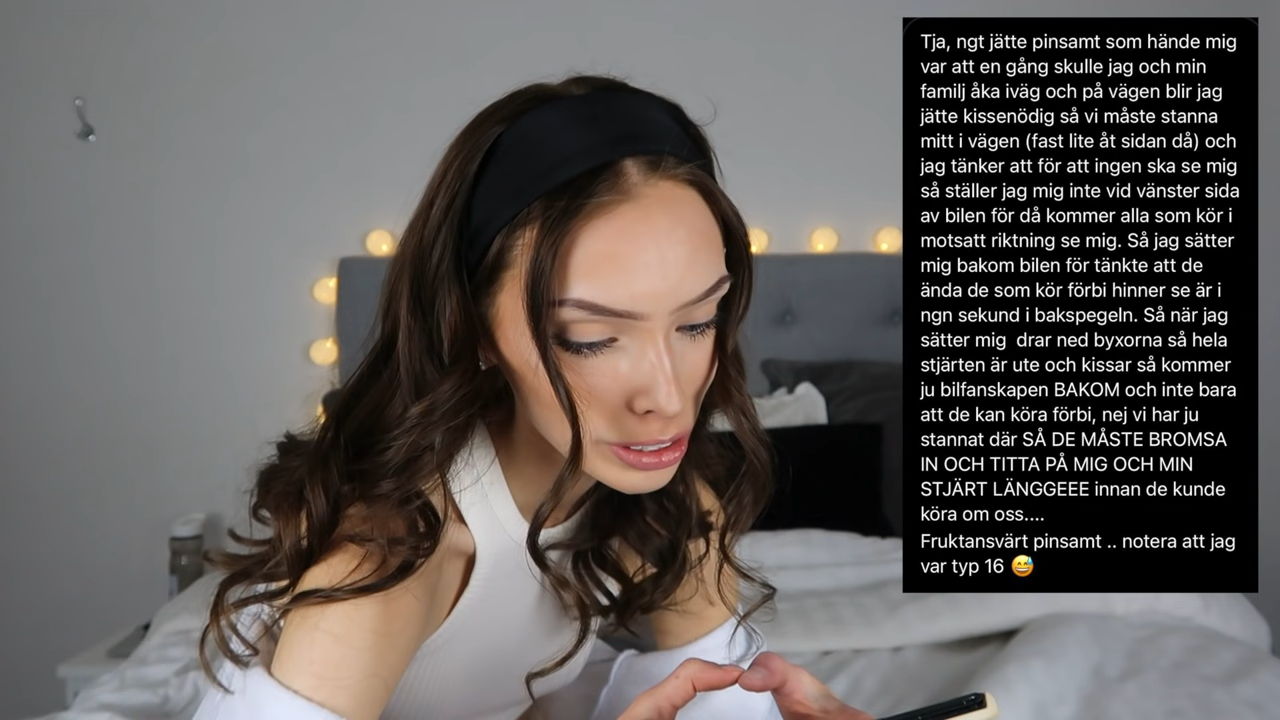 Tja, ngt jätte pinsamt som hände mig
var att en gång skulle jag och min
familj åka iväg och på vägen blir jag
jätte kissenödig så vi måste stanna
mitt i vägen (fast lite åt sidan då) och
jag tänker att för att ingen ska se mig
så ställer jag mig inte vid vänster sida
av bilen för då kommer alla som kör i
motsatt riktning se mig. Så jag sätter
mig bakom bilen för tänkte att de
ända de som kör förbi hinner se är i
ngn sekund i bakspegeln. Så när jag
sätter mig  drar ned byxorna så hela
stjärten är ute och kissar så kommer
ju bilfanskapen BAKOM och inte bara
att de kan köra förbi, nej vi har ju
stannat där SÅ DE MÅSTE BROMSA
IN OCH TITTA PÅ MIG OCH MIN
STJÄRT LÄNGGEEE innan de kunde
köra om oss....
Fruktansvärt pinsamt .. notera att jag
var typ 16 😅